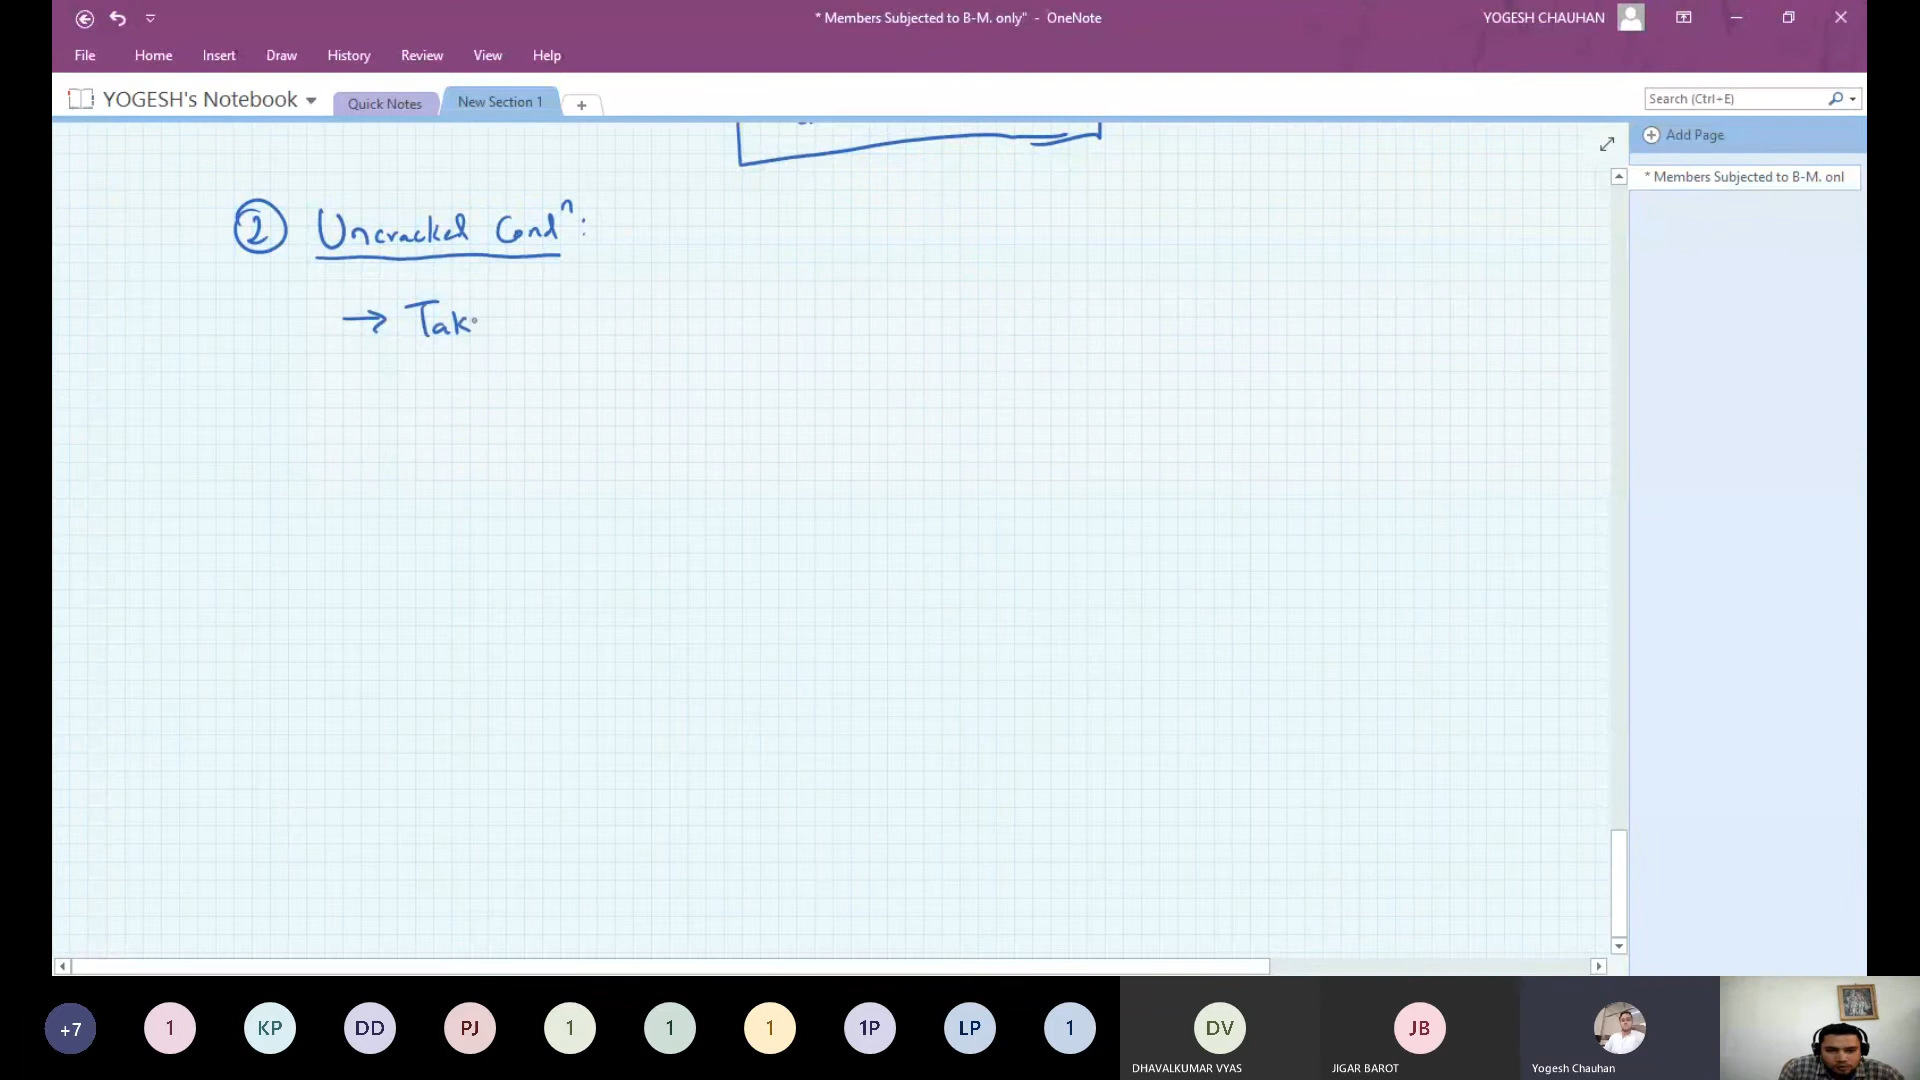 * Members Subjected to B-M. only" - OneNote
YOGESH CHAUHAN
File Home Insert Draw History Review View Help
YOGESH's Notebook
Quick Notes
New Section 1
Search (Ctrl+E)
Add Page
* Members Subjected to B-M. onl
② Uncracked Condⁿ:
→ Tak
+7 1 KP DD PJ 1 1 1 1P LP 1 DV JB
DHAVALKUMAR VYAS JIGAR BAROT Yogesh Chauhan